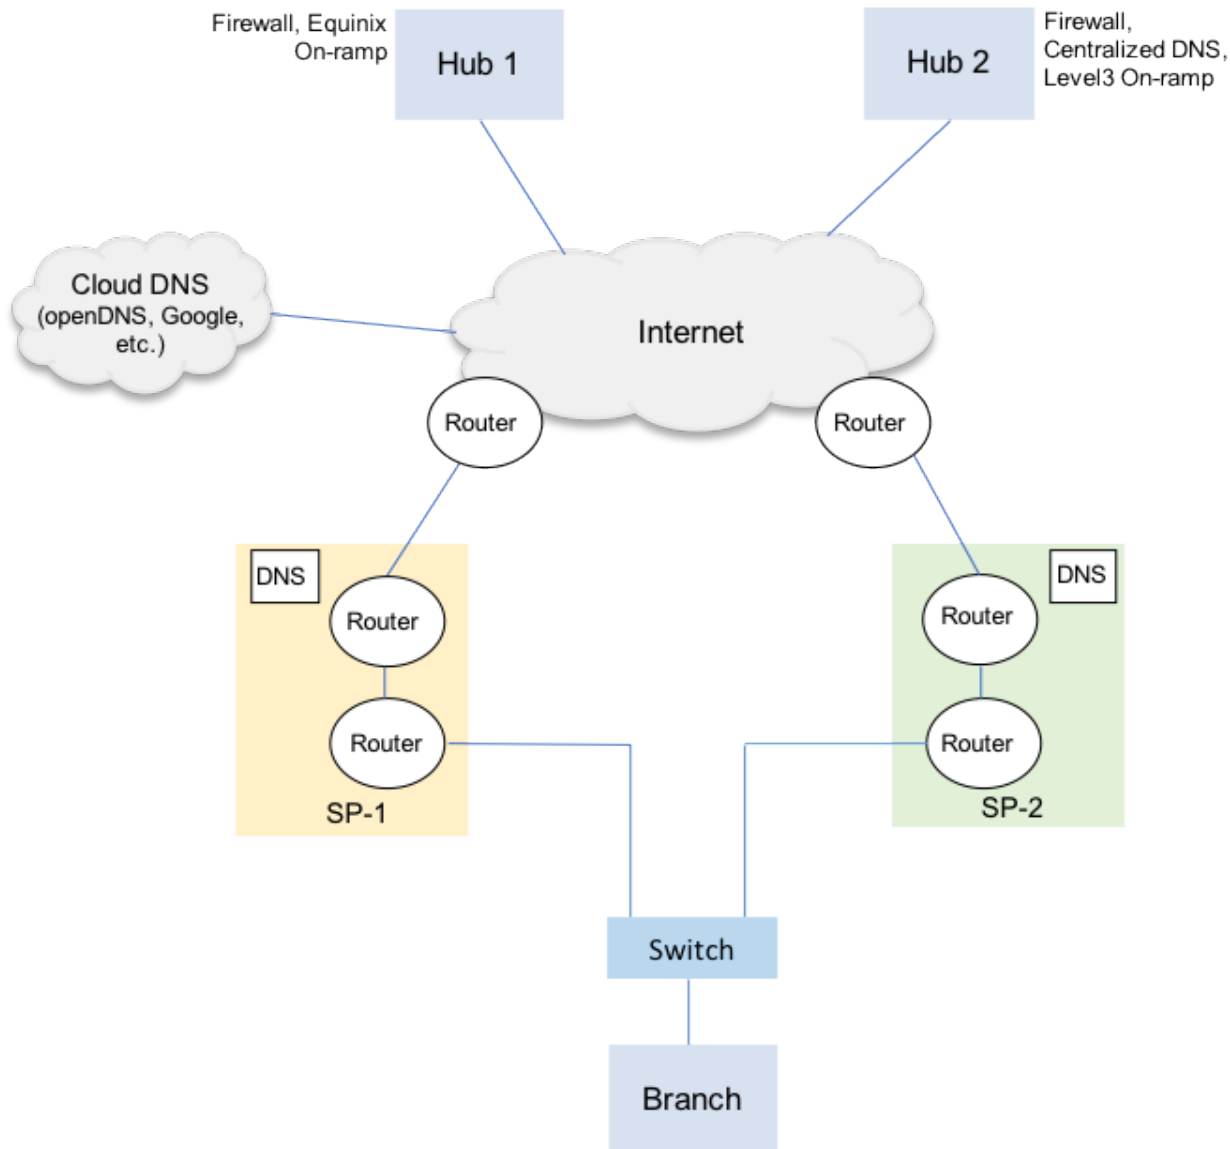 Firewall, Equinix
On-ramp
Hub 1
Hub 2
Firewall,
Centralized DNS,
Level3 On-ramp
Cloud DNS
(openDNS, Google,
etc.)
Internet
Router
Router
DNS
Router
Router
SP-1
Router
DNS
Router
SP-2
Switch
Branch